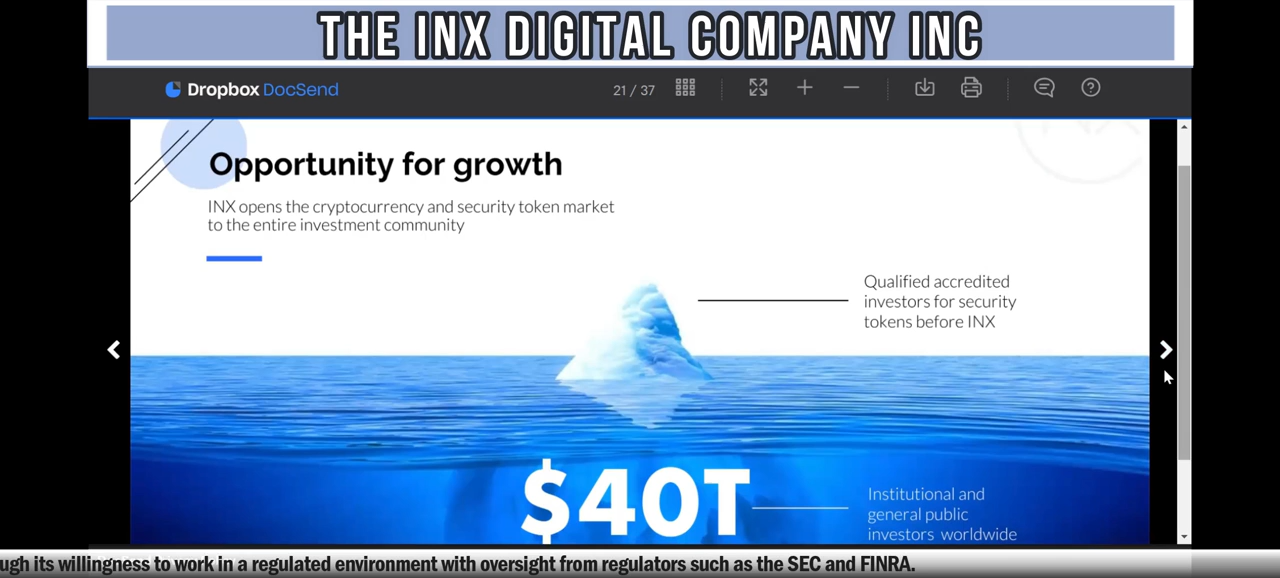 THE INX DIGITAL COMPANY INC
Dropbox DocSend
21 / 37
Opportunity for growth
INX opens the cryptocurrency and security token market
to the entire investment community
Qualified accredited
investors for security
tokens before INX
$40T
Institutional and
general public
investors worldwide
ugh its willingness to work in a regulated environment with oversight from regulators such as the SEC and FINRA.